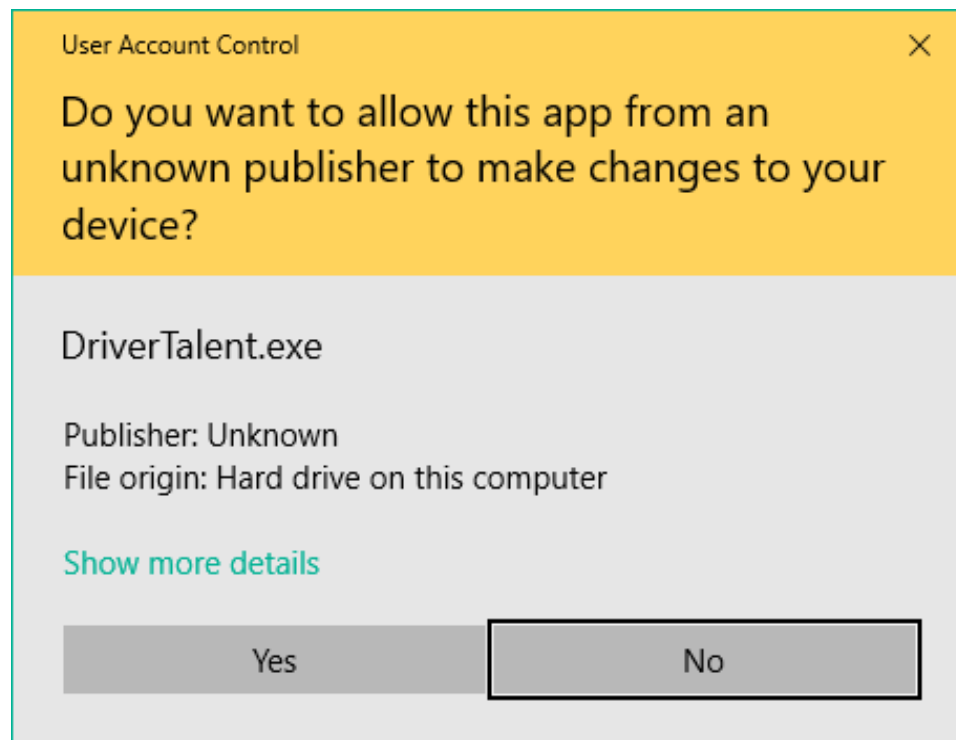 User Account Control
Do you want to allow this app from an
unknown publisher to make changes to your
device?
DriverTalent.exe
Publisher: Unknown
File origin: Hard drive on this computer
Show more details
Yes
No